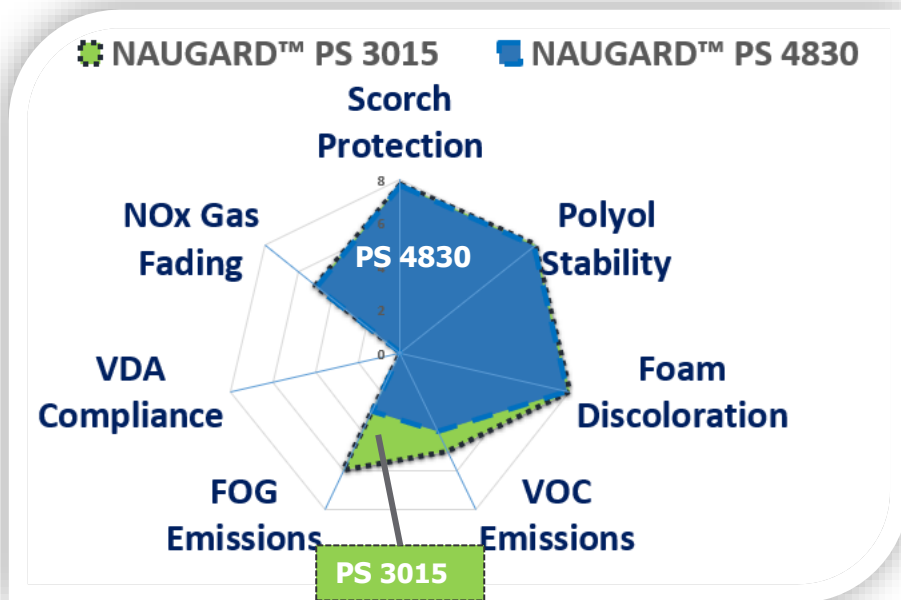 NAUGARD™ PS 3015
NAUGARD™ PS 4830
Scorch
Protection
8
NOx Gas
Fading
Polyol
Stability
6
PS 4830
2
0
VDA
Compliance
Foam
Discoloration
FOG
Emissions
VOC
Emissions
PS 3015